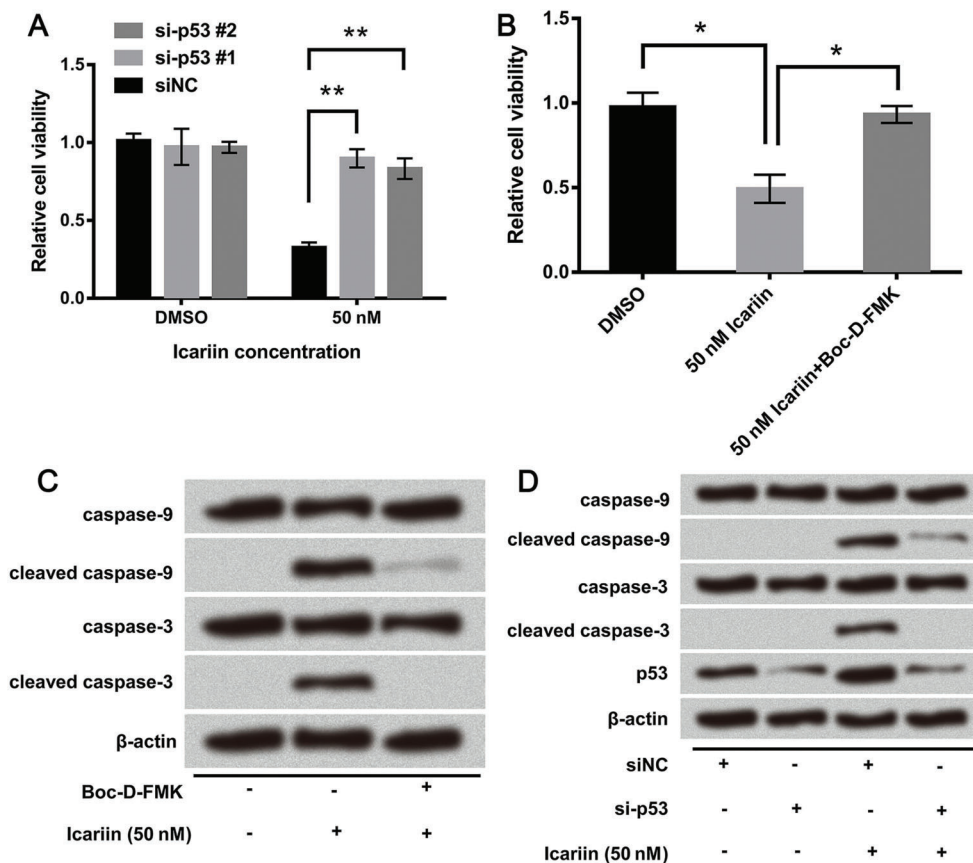 A
si-p53 #2
si-p53 #1
siNC
**
**
Relative cell viability
1.5
1.0
0.5
0.0
DMSO
50 nM
Icariin concentration
B
*
*
Relative cell viability
1.5
1.0
0.5
0.0
DMSO
50 nM Icariin
50 nM Icariin+Boc-D-FMK
C
caspase-9
cleaved caspase-9
caspase-3
cleaved caspase-3
β-actin
Boc-D-FMK - - +
Icariin (50 nM) - + +
D
caspase-9
cleaved caspase-9
caspase-3
cleaved caspase-3
p53
β-actin
siNC + - + -
si-p53 - + - +
Icariin (50 nM) - - + +